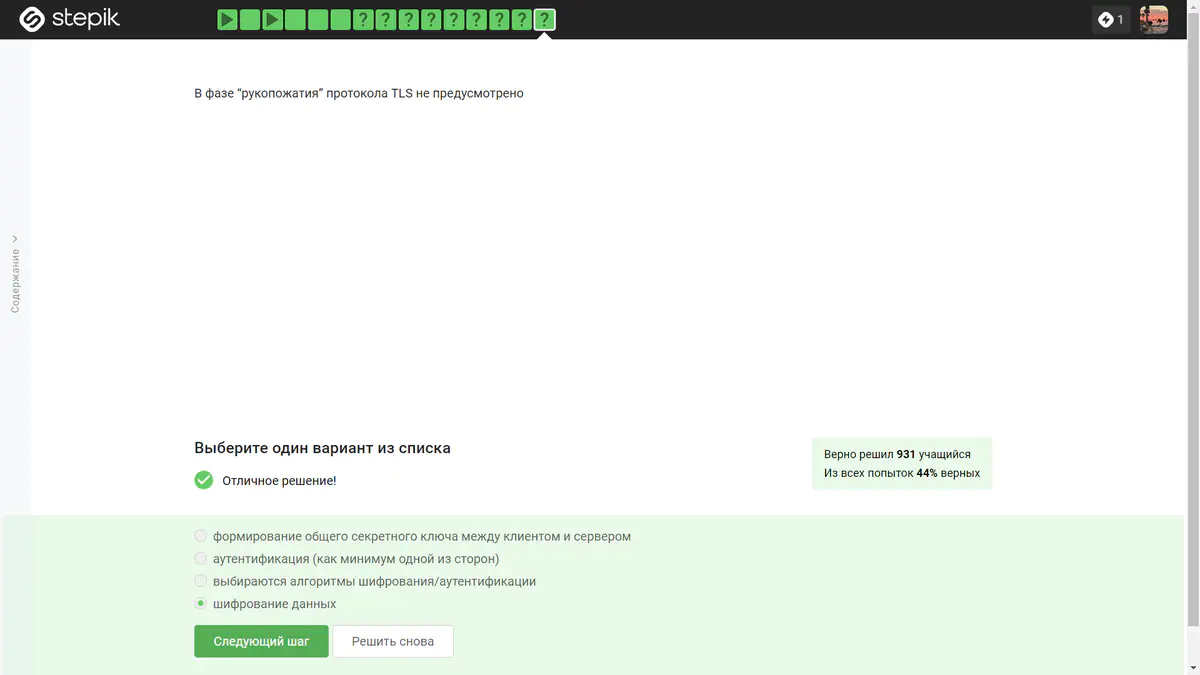 stepik
? ? ? ? ? ? ? ? ?
1
В фазе “рукопожатия” протокола TLS не предусмотрено
Содержание
Выберите один вариант из списка
Отличное решение!
Верно решил 931 учащийся
Из всех попыток 44% верных
формирование общего секретного ключа между клиентом и сервером
аутентификация (как минимум одной из сторон)
выбираются алгоритмы шифрования/аутентификации
шифрование данных
Следующий шаг
Решить снова